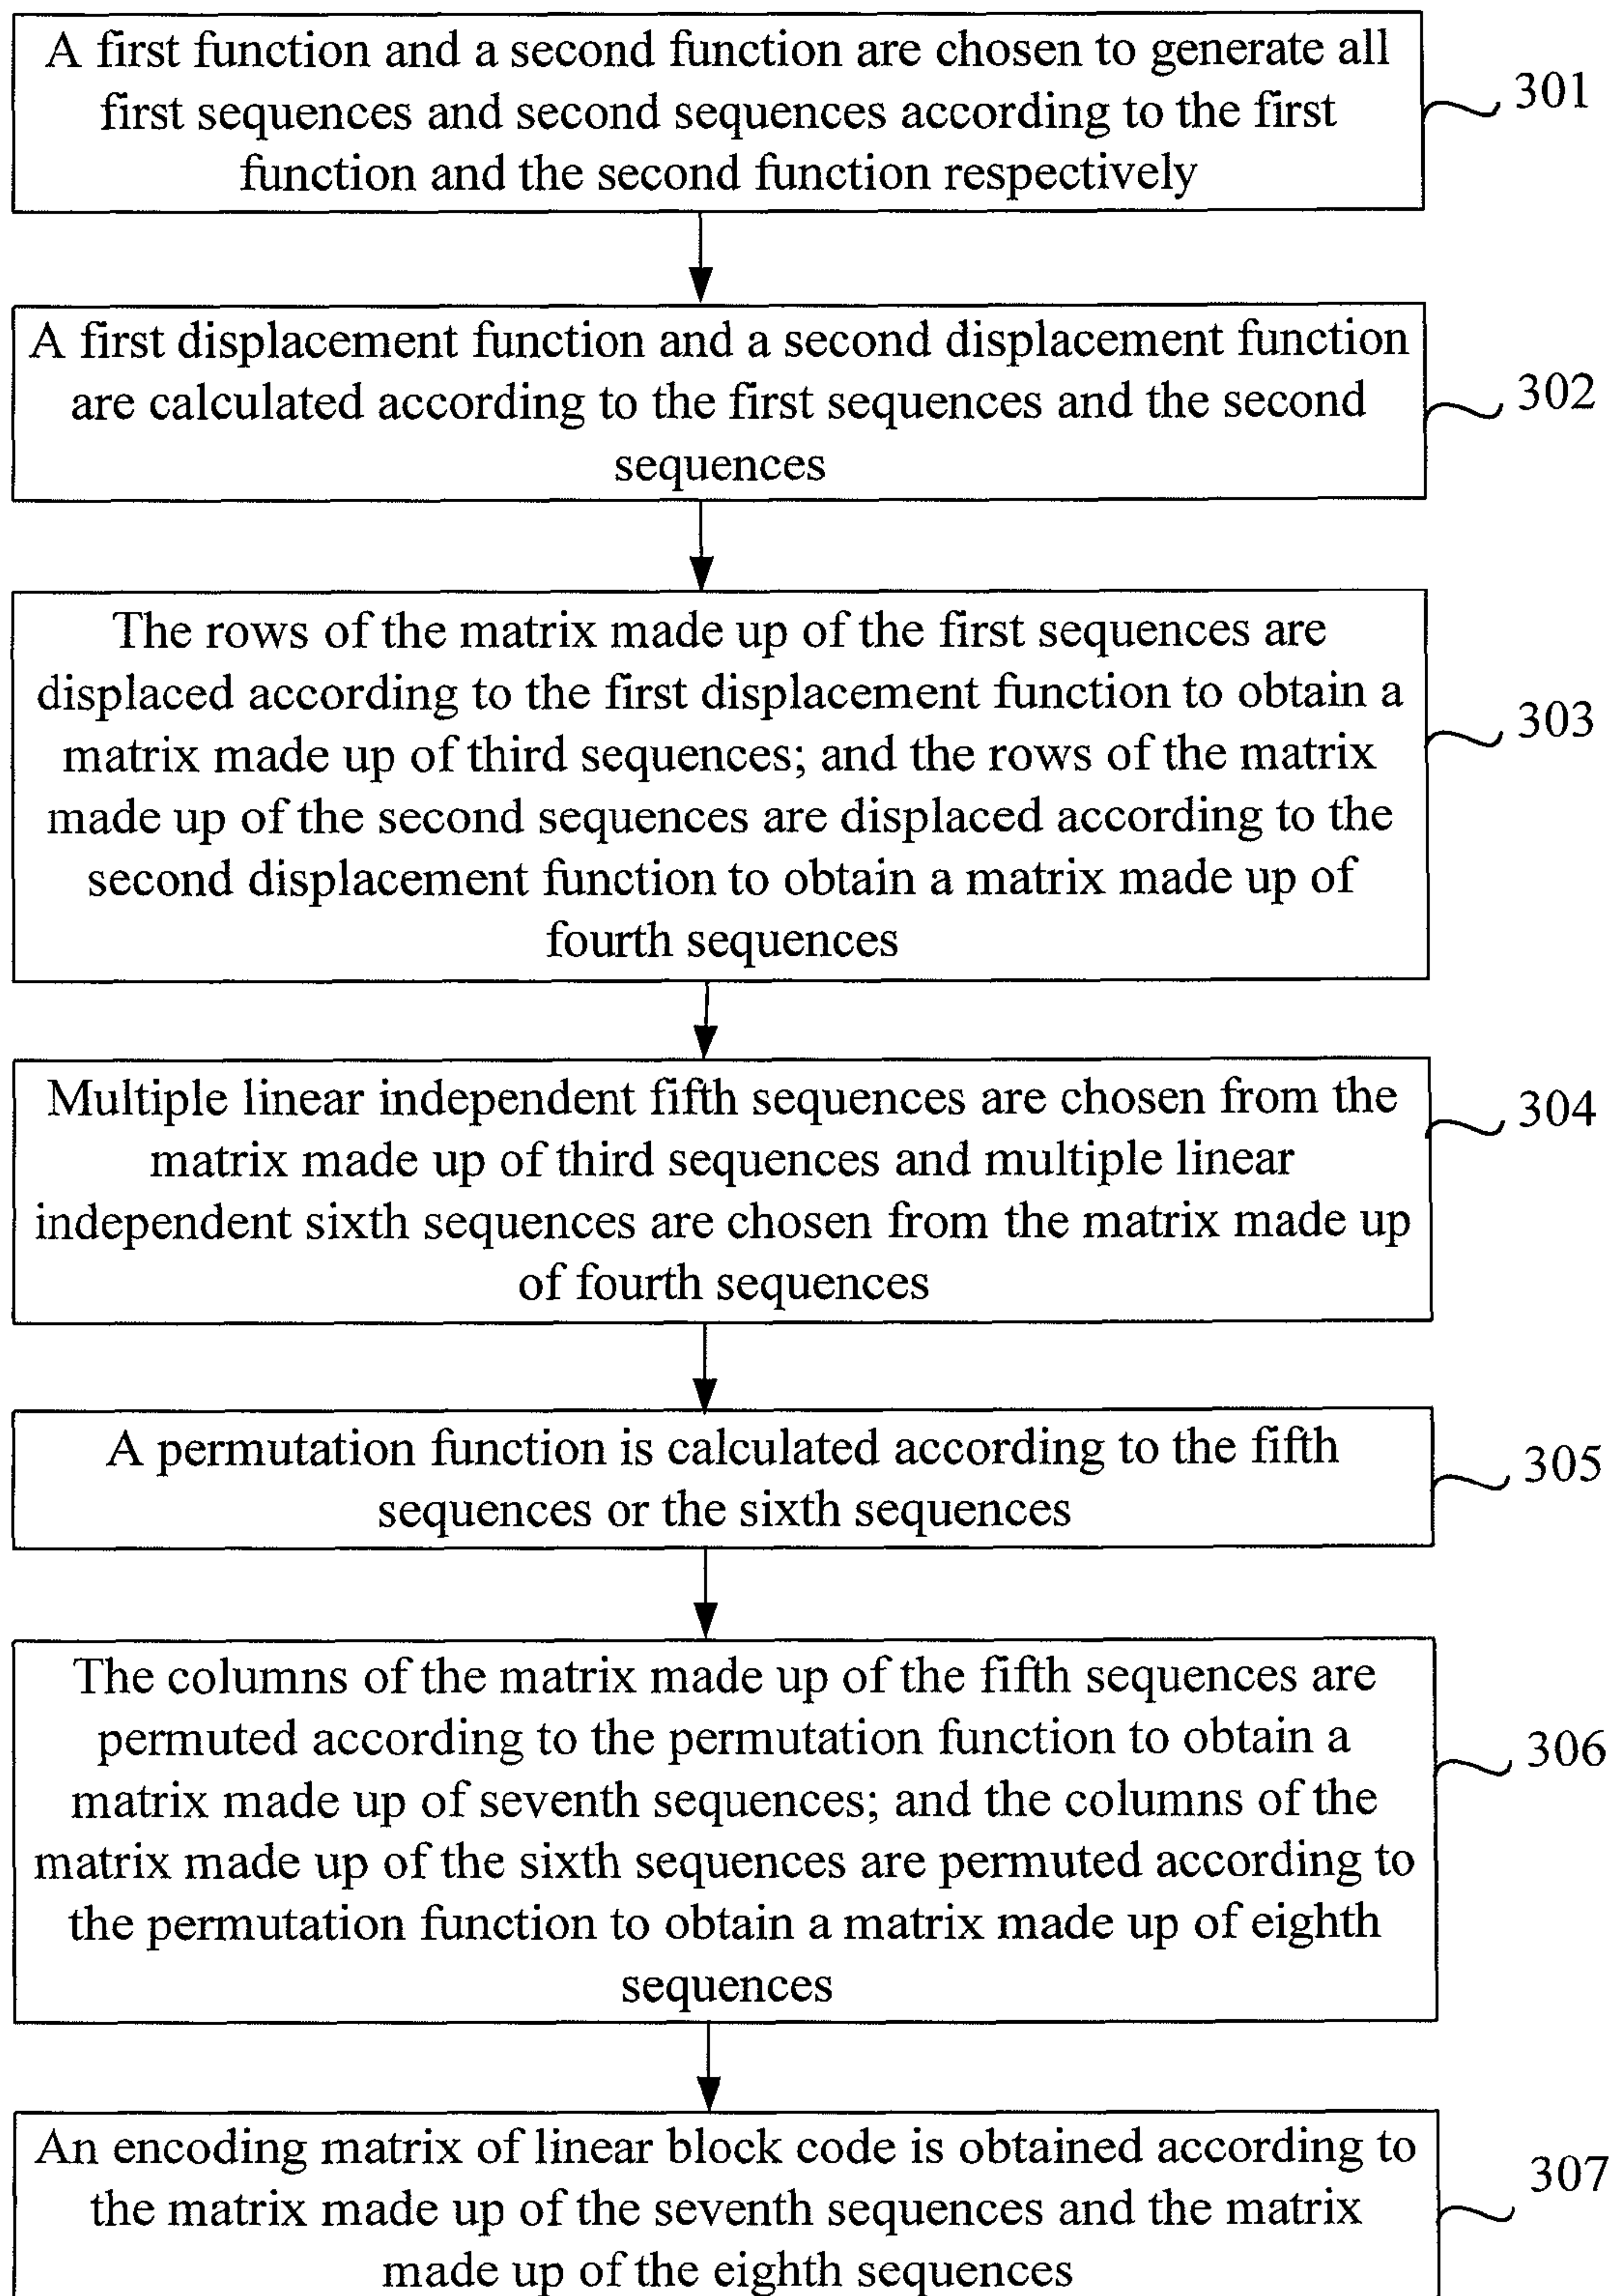 A first function and a second function are chosen to generate all
first sequences and second sequences according to the first
function and the second function respectively
301
A first displacement function and a second displacement function
are calculated according to the first sequences and the second
sequences
302
The rows of the matrix made up of the first sequences are
displaced according to the first displacement function to obtain a
matrix made up of third sequences; and the rows of the matrix
made up of the second sequences are displaced according to the
second displacement function to obtain a matrix made up of
fourth sequences
303
Multiple linear independent fifth sequences are chosen from the
matrix made up of third sequences and multiple linear
independent sixth sequences are chosen from the matrix made up
of fourth sequences
304
A permutation function is calculated according to the fifth
sequences or the sixth sequences
305
The columns of the matrix made up of the fifth sequences are
permuted according to the permutation function to obtain a
matrix made up of seventh sequences; and the columns of the
matrix made up of the sixth sequences are permuted according to
the permutation function to obtain a matrix made up of eighth
sequences
306
An encoding matrix of linear block code is obtained according to
the matrix made up of the seventh sequences and the matrix
made up of the eighth sequences
307